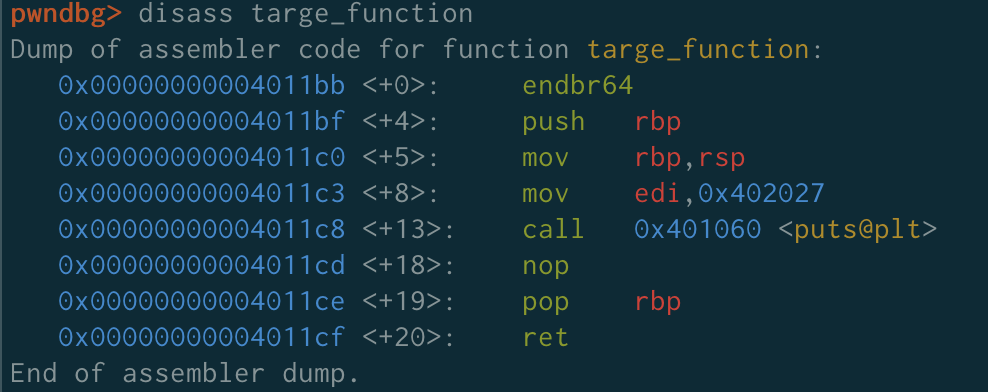 pwndbg> disass targe_function
Dump of assembler code for function targe_function:
   0x00000000004011bb <+0>:     endbr64
   0x00000000004011bf <+4>:     push   rbp
   0x00000000004011c0 <+5>:     mov    rbp,rsp
   0x00000000004011c3 <+8>:     mov    edi,0x402027
   0x00000000004011c8 <+13>:    call   0x401060 <puts@plt>
   0x00000000004011cd <+18>:    nop
   0x00000000004011ce <+19>:    pop    rbp
   0x00000000004011cf <+20>:    ret
End of assembler dump.